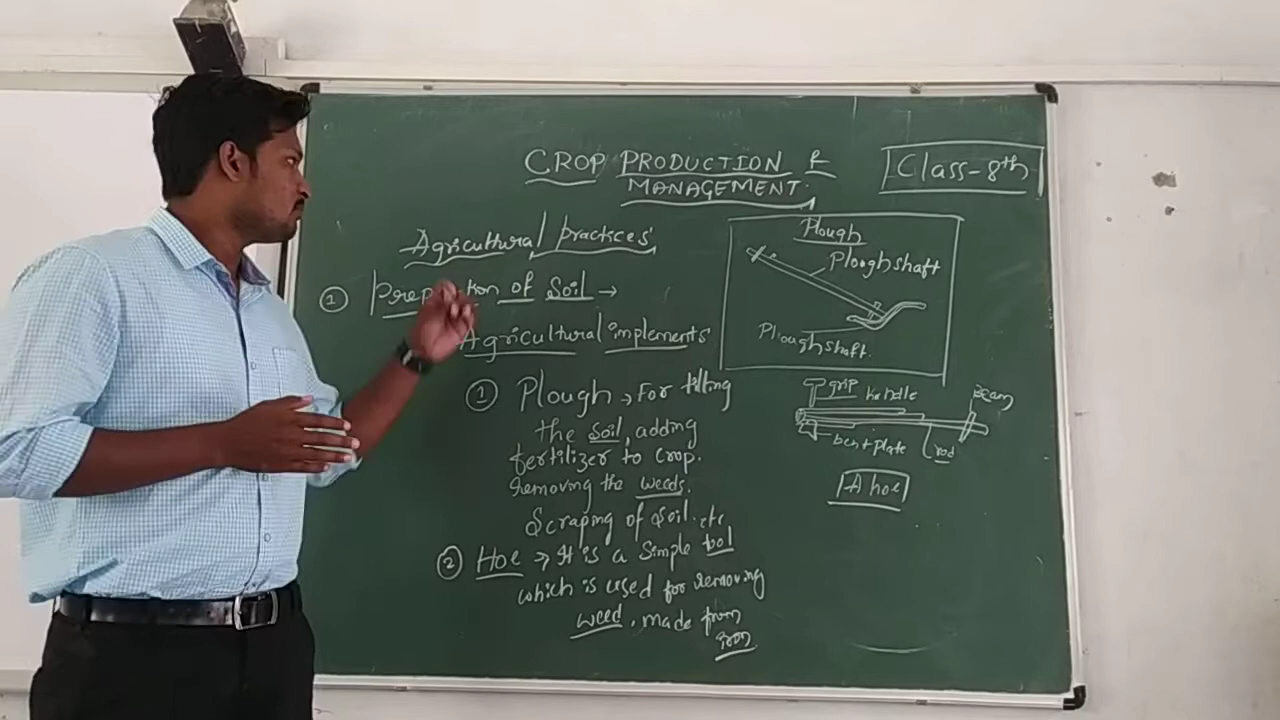 CROP PRODUCTION &
MANAGEMENT.
Class-8th
Agricultural practices
① Preparation of Soil →
Agricultural implements
① Plough → For tilling
the soil, adding
fertilizer to crop.
removing the weeds.
Scraping of soil. etc
② Hoe → It is a simple tool
which is used for removing
weed, made from
iron
Plough
Ploughshaft
Ploughshaft.
grip
handle
Beam
bent plate
rod
A hoe